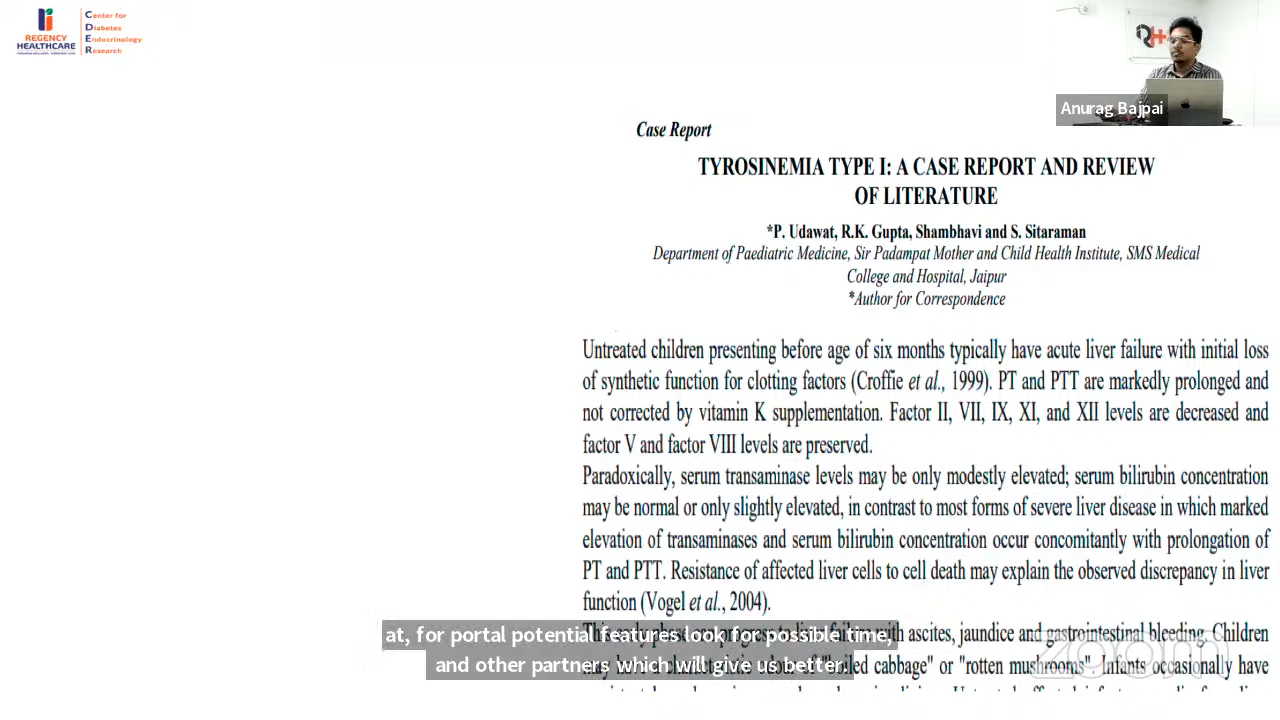 REGENCY
HEALTHCARE
Center for
Diabetes
Endocrinology
Research
Anurag Bajpai
Case Report
TYROSINEMIA TYPE I: A CASE REPORT AND REVIEW
OF LITERATURE
*P. Udawat, R.K. Gupta, Shambhavi and S. Sitaraman
Department of Paediatric Medicine, Sir Padampat Mother and Child Health Institute, SMS Medical
College and Hospital, Jaipur
*Author for Correspondence
Untreated children presenting before age of six months typically have acute liver failure with initial loss
of synthetic function for clotting factors (Croffie et al., 1999). PT and PTT are markedly prolonged and
not corrected by vitamin K supplementation. Factor II, VII, IX, XI, and XII levels are decreased and
factor V and factor VIII levels are preserved.
Paradoxically, serum transaminase levels may be only modestly elevated; serum bilirubin concentration
may be normal or only slightly elevated, in contrast to most forms of severe liver disease in which marked
elevation of transaminases and serum bilirubin concentration occur concomitantly with prolongation of
PT and PTT. Resistance of affected liver cells to cell death may explain the observed discrepancy in liver
function (Vogel et al., 2004).
with ascites, jaundice and gastrointestinal bleeding. Children
cabbage" or "rotten mushrooms". Infants occasionally have
at, for portal potential features look for possible time,
and other partners which will give us better.
zoom